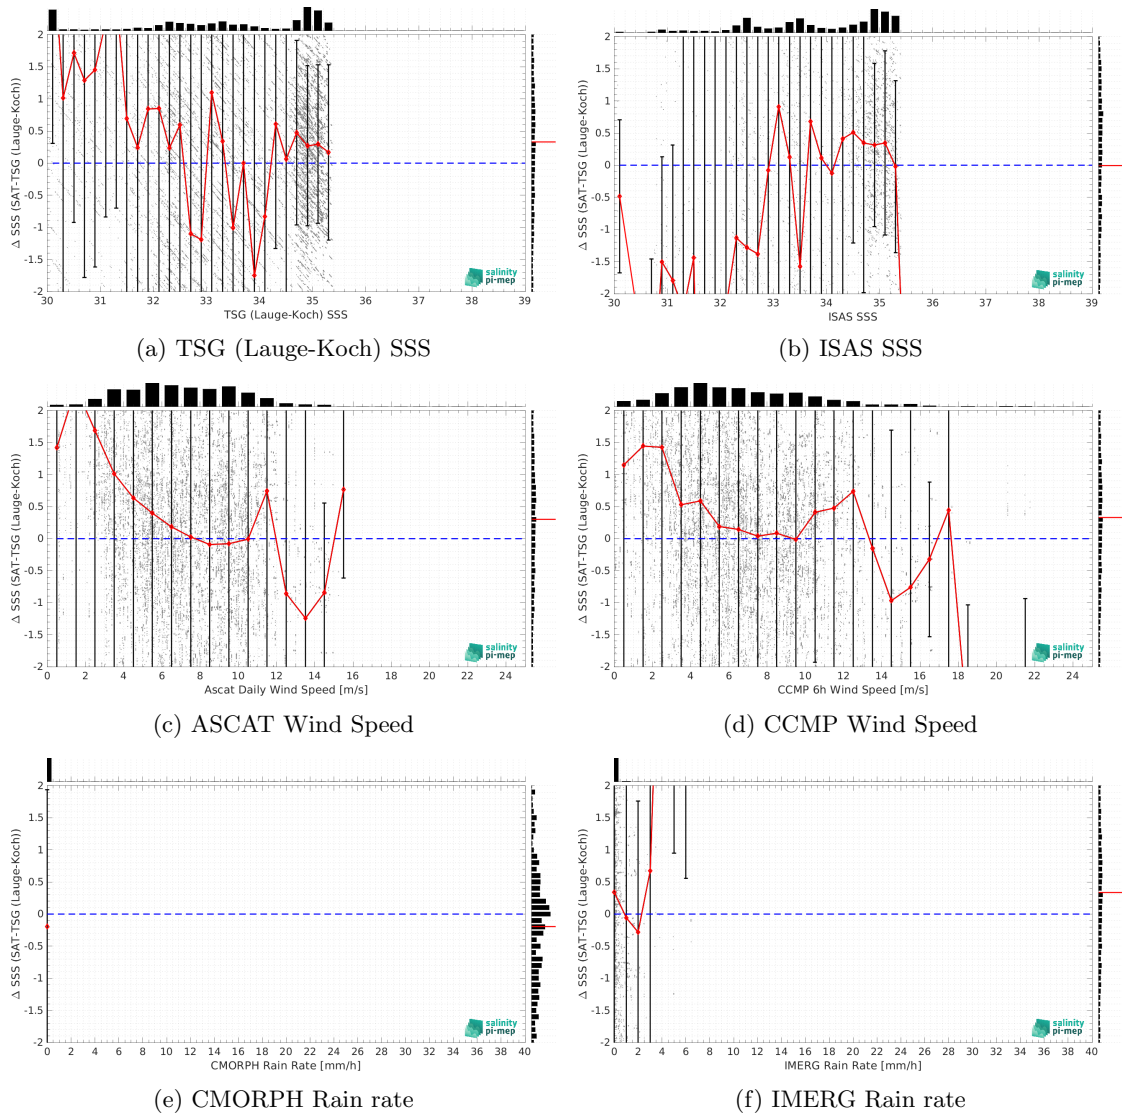 2
1.5
1
0.5
0
-0.5
-1
-1.5
-2
Δ SSS (SAT-TSG (Lauge-Koch))
30 31 32 33 34 35 36 37 38 39
TSG (Lauge-Koch) SSS
salinity
pi-mep
(a) TSG (Lauge-Koch) SSS
2
1.5
1
0.5
0
-0.5
-1
-1.5
-2
Δ SSS (SAT-TSG (Lauge-Koch))
30 31 32 33 34 35 36 37 38 39
ISAS SSS
salinity
pi-mep
(b) ISAS SSS
2
1.5
1
0.5
0
-0.5
-1
-1.5
-2
Δ SSS (SAT-TSG (Lauge-Koch))
0 2 4 6 8 10 12 14 16 18 20 22 24
Ascat Daily Wind Speed [m/s]
salinity
pi-mep
(c) ASCAT Wind Speed
2
1.5
1
0.5
0
-0.5
-1
-1.5
-2
Δ SSS (SAT-TSG (Lauge-Koch))
0 2 4 6 8 10 12 14 16 18 20 22 24
CCMP 6h Wind Speed [m/s]
salinity
pi-mep
(d) CCMP Wind Speed
2
1.5
1
0.5
0
-0.5
-1
-1.5
-2
Δ SSS (SAT-TSG (Lauge-Koch))
0 2 4 6 8 10 12 14 16 18 20 22 24 26 28 30 32 34 36 38 40
CMORPH Rain Rate [mm/h]
salinity
pi-mep
(e) CMORPH Rain rate
2
1.5
1
0.5
0
-0.5
-1
-1.5
-2
Δ SSS (SAT-TSG (Lauge-Koch))
0 2 4 6 8 10 12 14 16 18 20 22 24 26 28 30 32 34 36 38 40
IMERG Rain Rate [mm/h]
salinity
pi-mep
(f) IMERG Rain rate